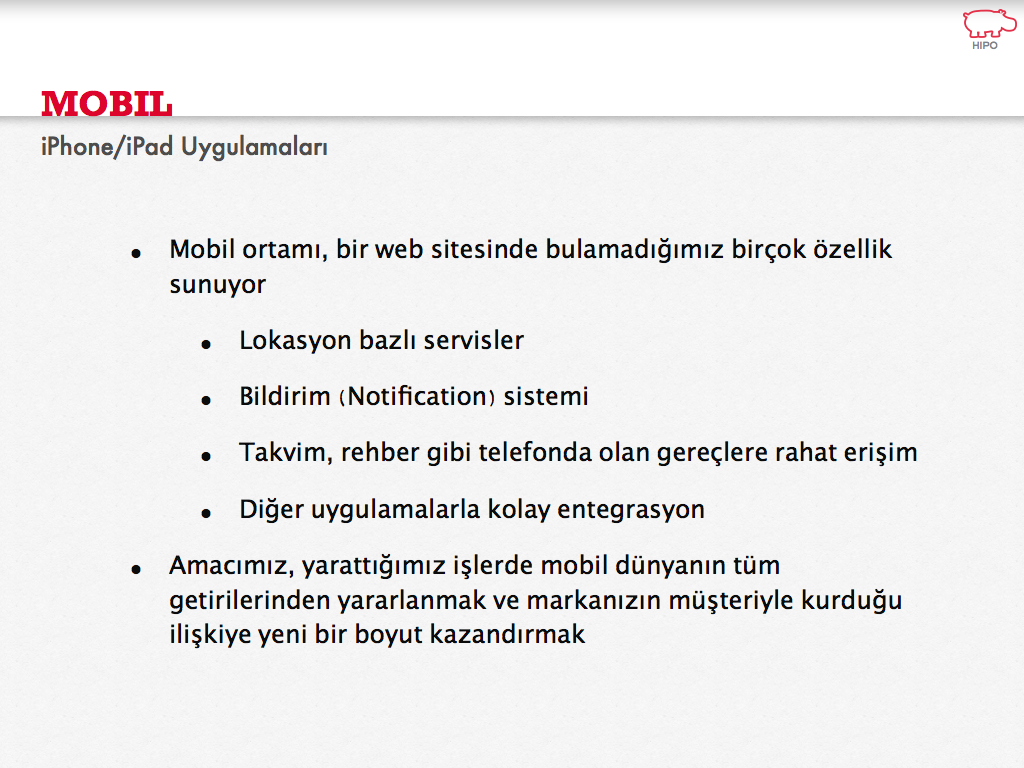 HIPO
MOBIL
iPhone/iPad Uygulamaları
• Mobil ortamı, bir web sitesinde bulamadığımız birçok özellik
sunuyor
• Lokasyon bazlı servisler
• Bildirim (Notification) sistemi
• Takvim, rehber gibi telefonda olan gereçlere rahat erişim
• Diğer uygulamalarla kolay entegrasyon
• Amacımız, yarattığımız işlerde mobil dünyanın tüm
getirilerinden yararlanmak ve markanızın müşteriyle kurduğu
ilişkiye yeni bir boyut kazandırmak